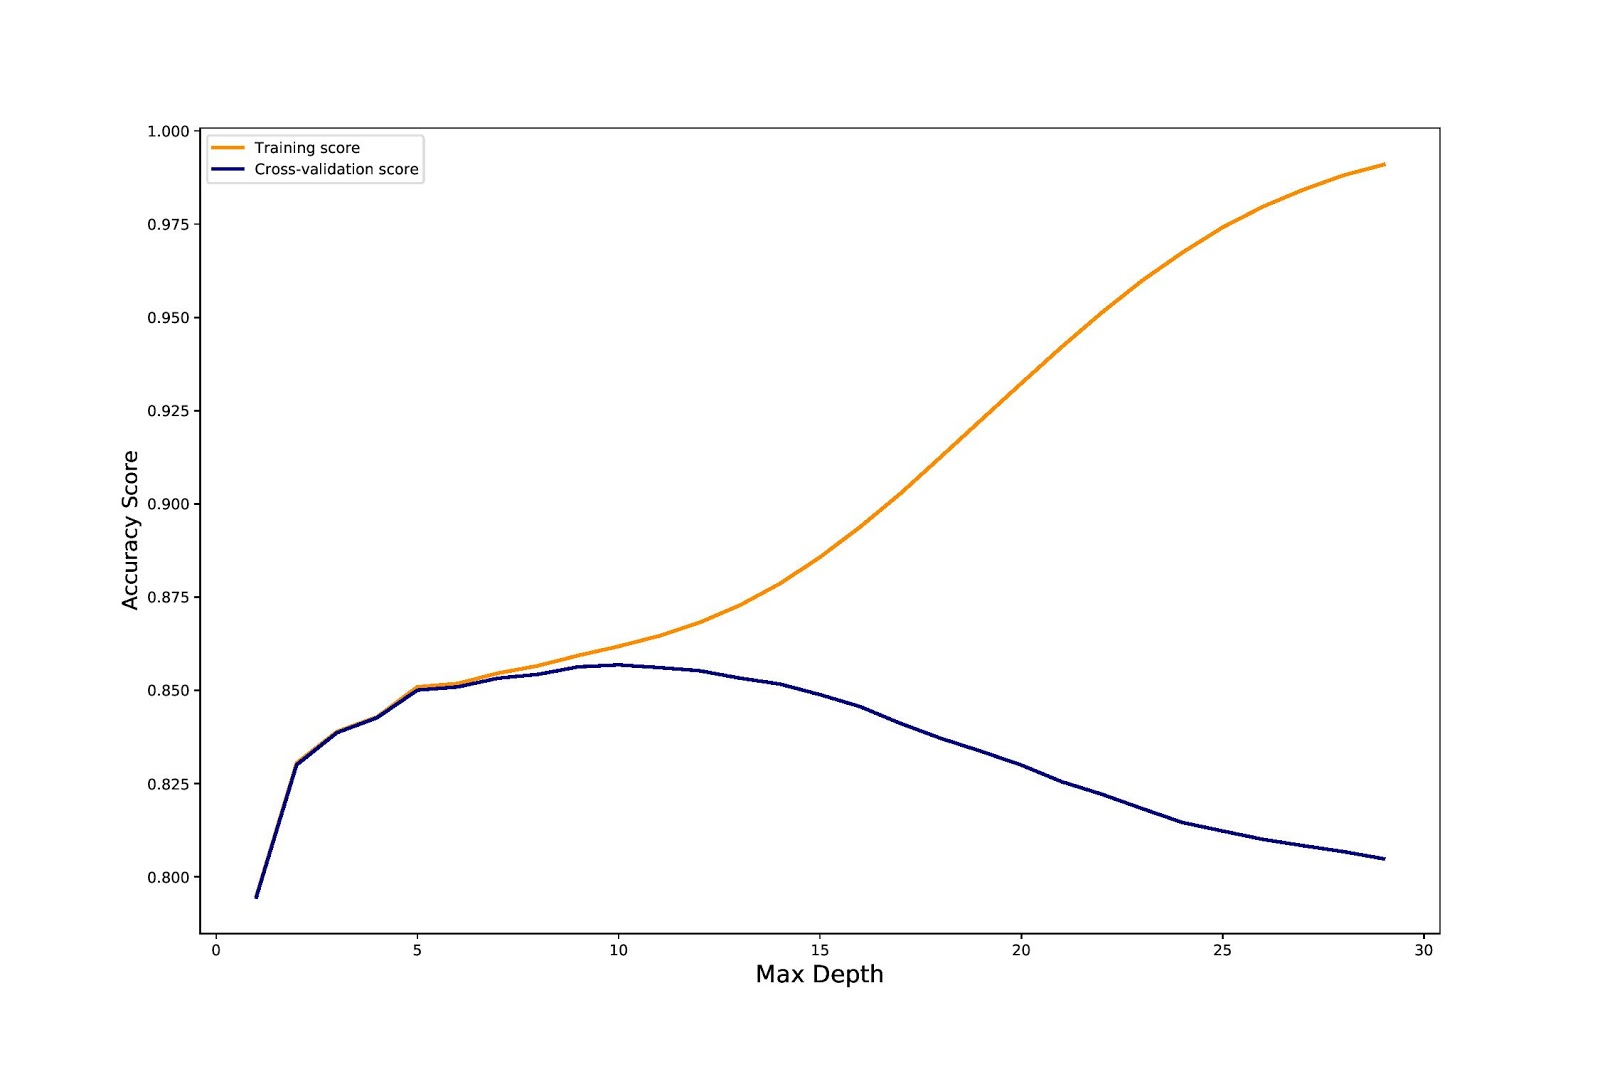 1.000
0.975
0.950
0.925
0.900
0.875
0.850
0.825
0.800
Accuracy Score
Training score
Cross-validation score
0 5 10 15 20 25 30
Max Depth